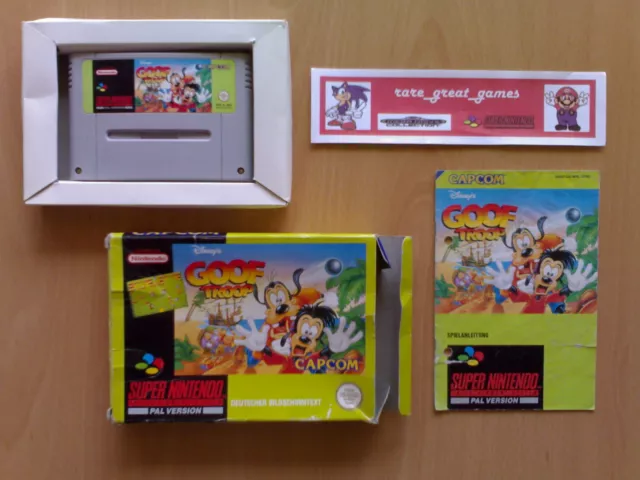 Nintendo
Disney's
GOOF
TROOP
rare_great_games
COLLECTION
CAPCOM
Disney's
GOOF
TROOP
SPIELANLEITUNG
SUPER NINTENDO
PAL VERSION
Nintendo
Disney's
GOOF
TROOP
CAPCOM
SUPER NINTENDO
PAL VERSION
DEUTSCHER BILDSCHIRMTEXT